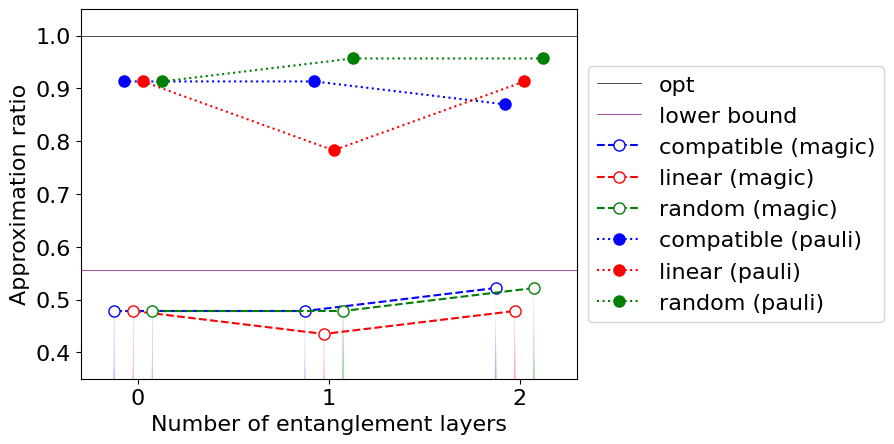 1.0
0.9
0.8
0.7
0.6
0.5
0.4
Approximation ratio
0
1
2
Number of entanglement layers
opt
lower bound
compatible (magic)
linear (magic)
random (magic)
compatible (pauli)
linear (pauli)
random (pauli)